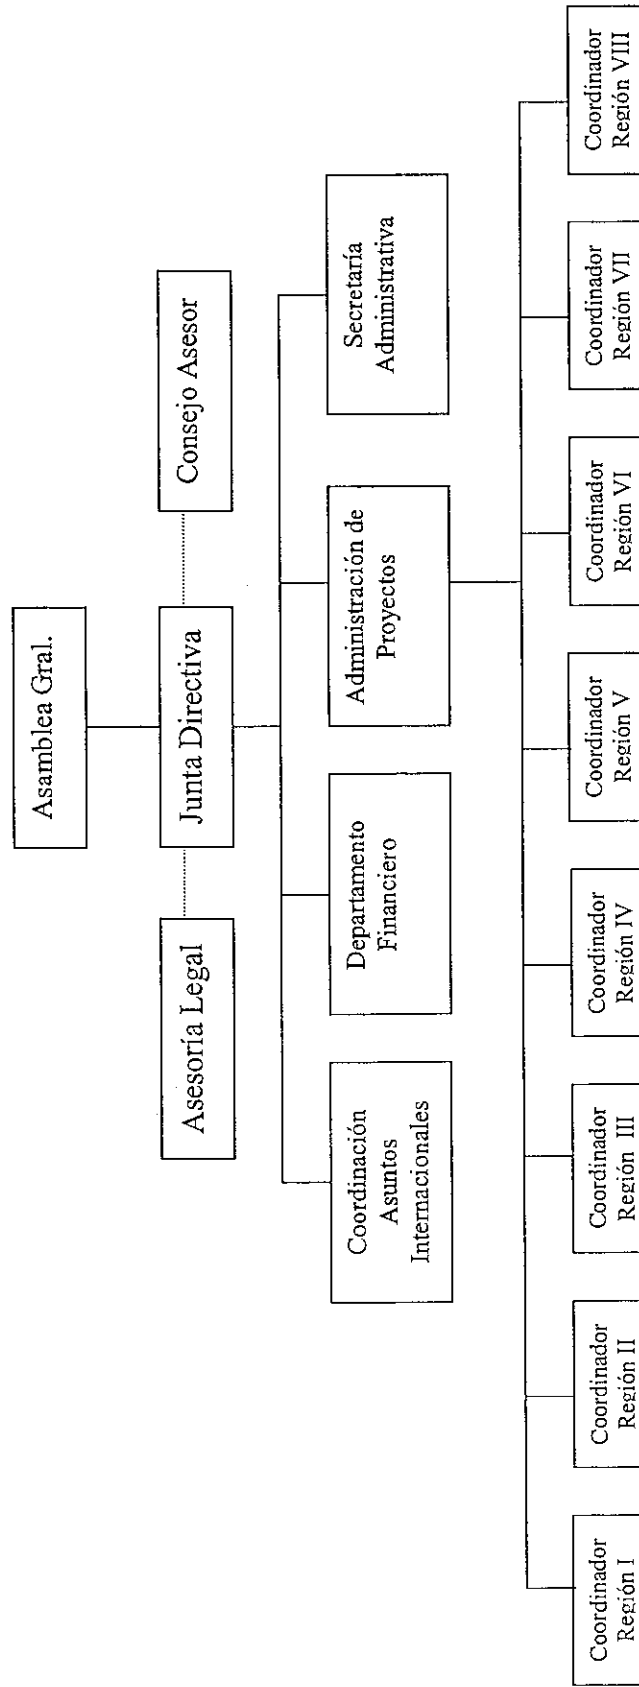 Asamblea Gral.
Asesoría Legal
Junta Directiva
Consejo Asesor
Coordinación
Asuntos
Internacionales
Departamento
Financiero
Administración de
Proyectos
Secretaría
Administrativa
Coordinador
Región I
Coordinador
Región II
Coordinador
Región III
Coordinador
Región IV
Coordinador
Región V
Coordinador
Región VI
Coordinador
Región VII
Coordinador
Región VIII